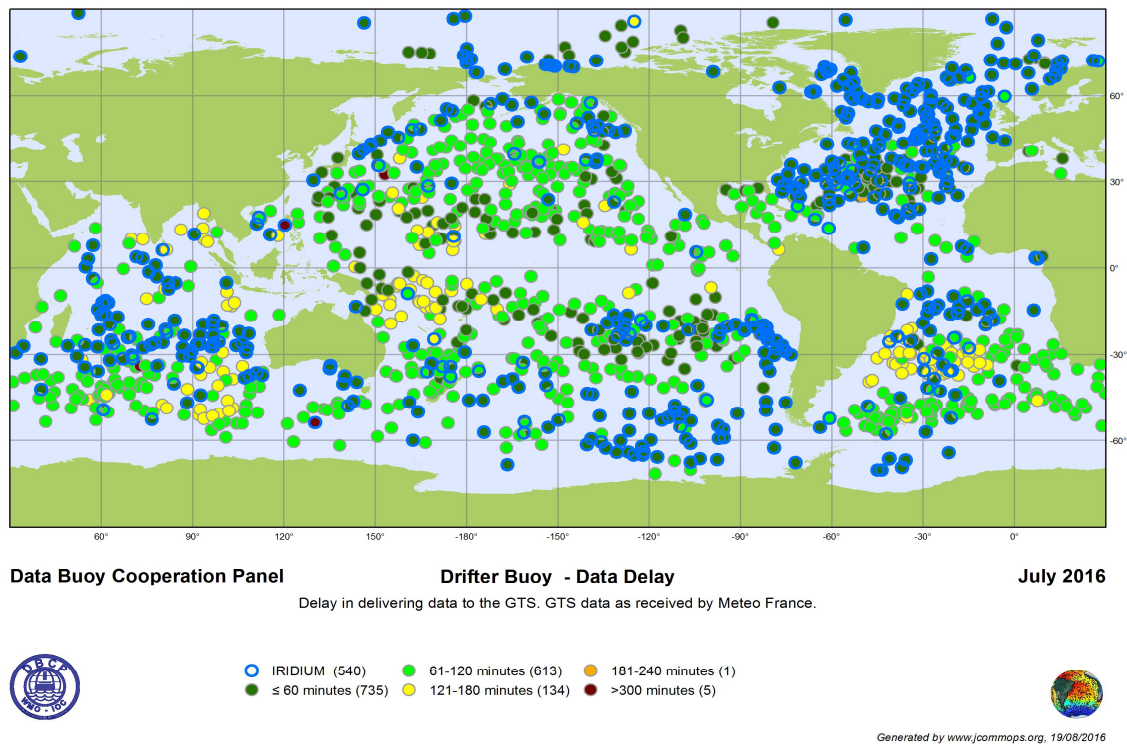 60°
30°
0°
-30°
-60°
60° 90° 120° 150° -180° -150° -120° -90° -60° -30° 0°
Data Buoy Cooperation Panel Drifter Buoy - Data Delay July 2016
Delay in delivering data to the GTS. GTS data as received by Meteo France.
DBCP
WMO - IOC
IRIDIUM (540) 61-120 minutes (613) 181-240 minutes (1)
≤ 60 minutes (735) 121-180 minutes (134) >300 minutes (5)
Generated by www.jcommops.org, 19/08/2016